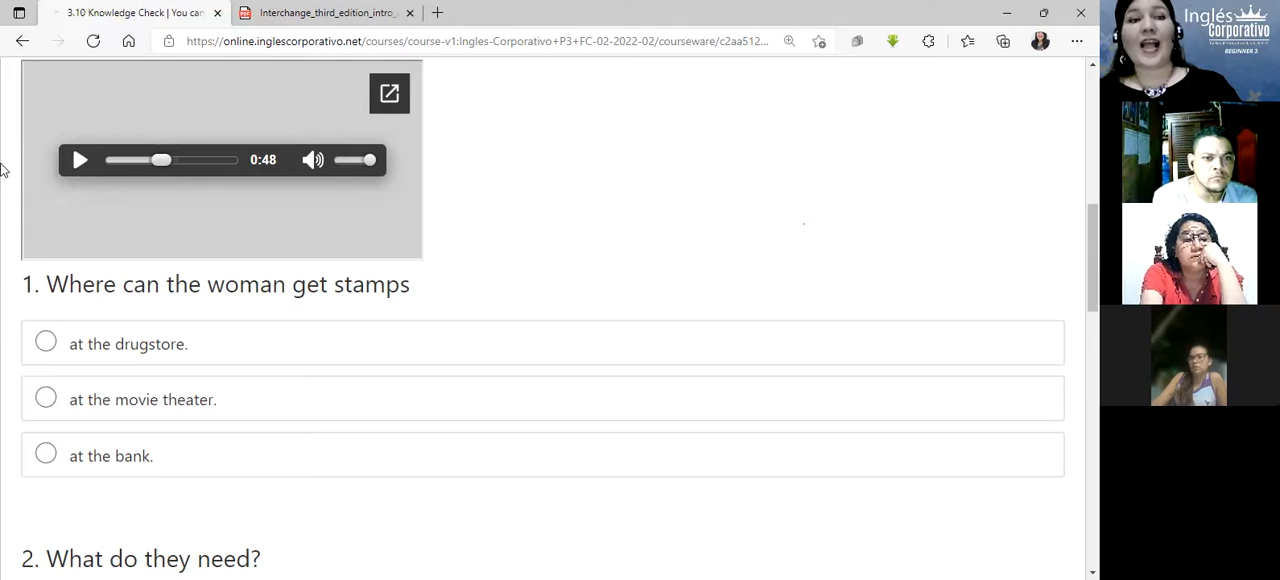 3.10 Knowledge Check | You can
Interchange_third_edition_intro_
https://online.inglescorporativo.net/courses/course-v1:Ingles-Corporativo+P3+FC-02-2022-02/courseware/c2aa512...
0:48
1. Where can the woman get stamps
at the drugstore.
at the movie theater.
at the bank.
2. What do they need?
Inglés
Corporativo
BEGINNER 3